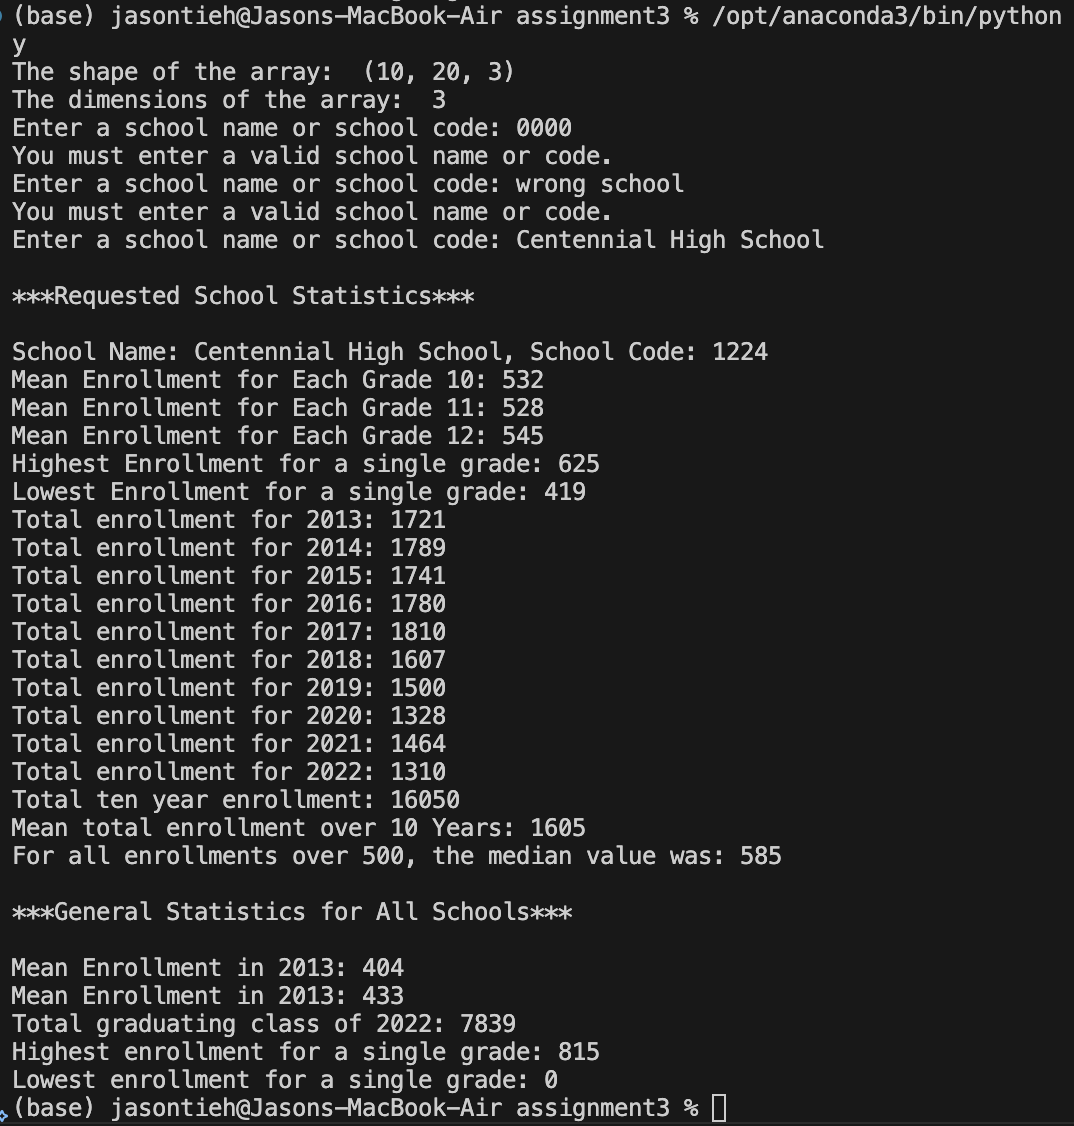 (base) jasontieh@Jasons-MacBook-Air assignment3 % /opt/anaconda3/bin/python
y
The shape of the array:  (10, 20, 3)
The dimensions of the array:  3
Enter a school name or school code: 0000
You must enter a valid school name or code.
Enter a school name or school code: wrong school
You must enter a valid school name or code.
Enter a school name or school code: Centennial High School

***Requested School Statistics***

School Name: Centennial High School, School Code: 1224
Mean Enrollment for Each Grade 10: 532
Mean Enrollment for Each Grade 11: 528
Mean Enrollment for Each Grade 12: 545
Highest Enrollment for a single grade: 625
Lowest Enrollment for a single grade: 419
Total enrollment for 2013: 1721
Total enrollment for 2014: 1789
Total enrollment for 2015: 1741
Total enrollment for 2016: 1780
Total enrollment for 2017: 1810
Total enrollment for 2018: 1607
Total enrollment for 2019: 1500
Total enrollment for 2020: 1328
Total enrollment for 2021: 1464
Total enrollment for 2022: 1310
Total ten year enrollment: 16050
Mean total enrollment over 10 Years: 1605
For all enrollments over 500, the median value was: 585

***General Statistics for All Schools***

Mean Enrollment in 2013: 404
Mean Enrollment in 2013: 433
Total graduating class of 2022: 7839
Highest enrollment for a single grade: 815
Lowest enrollment for a single grade: 0
(base) jasontieh@Jasons-MacBook-Air assignment3 %